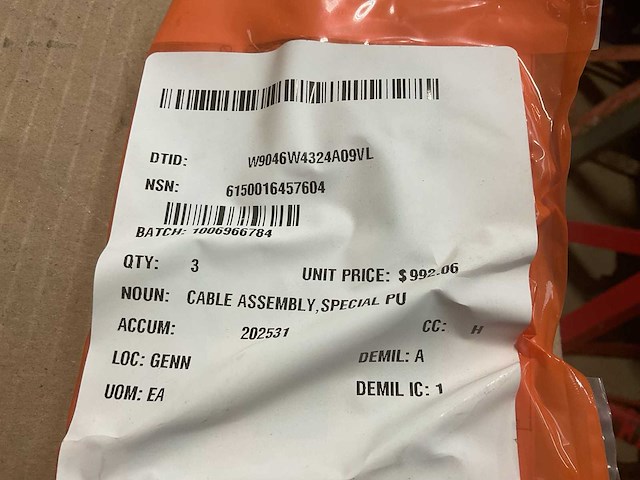 DTID: W9046W4324A09VL
NSN: 6150016457604
BATCH: 1006966784
QTY: 3 UNIT PRICE: $992.06
NOUN: CABLE ASSEMBLY,SPECIAL PU
ACCUM: 202531 CC: H
LOC: GENN DEMIL: A
UOM: EA DEMIL IC: 1